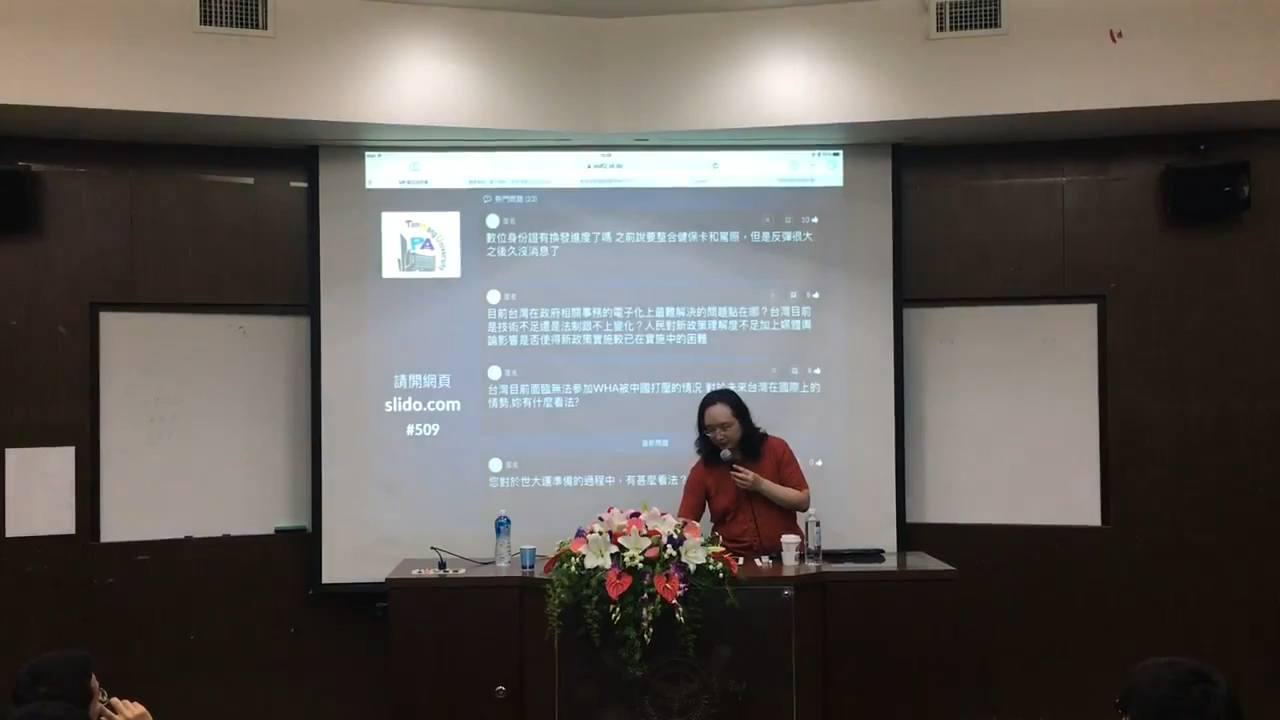 熱門問題 (23)
匿名
10
數位身份證有換發進度了嗎 之前說要整合健保卡和駕照，但是反彈很大
之後久沒消息了
匿名
目前台灣在政府相關事務的電子化上最難解決的問題點在哪？台灣目前
是技術不足還是法制跟不上變化？人民對新政策理解度不足加上媒體輿
論影響是否使得新政策實施較已在實施中的困難
匿名
台灣目前面臨無法參加WHA被中國打壓的情況 對於未來台灣在國際上的
情勢,妳有什麼看法?
最新問題
匿名
0
您對於世大運準備的過程中，有甚麼看法？
PA
請開網頁
slido.com
#509